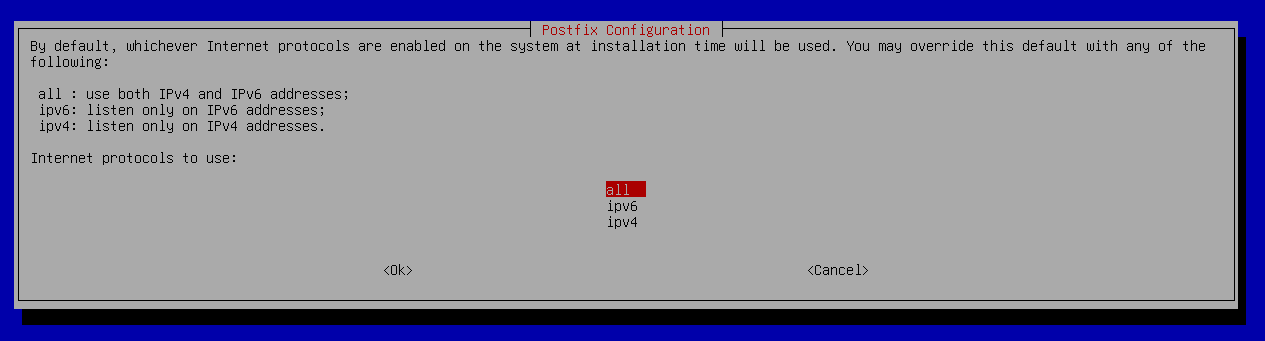 Postfix Configuration
By default, whichever Internet protocols are enabled on the system at installation time will be used. You may override this default with any of the
following:
all : use both IPv4 and IPv6 addresses;
ipv6: listen only on IPv6 addresses;
ipv4: listen only on IPv4 addresses.
Internet protocols to use:
all
ipv6
ipv4
<Ok> <Cancel>